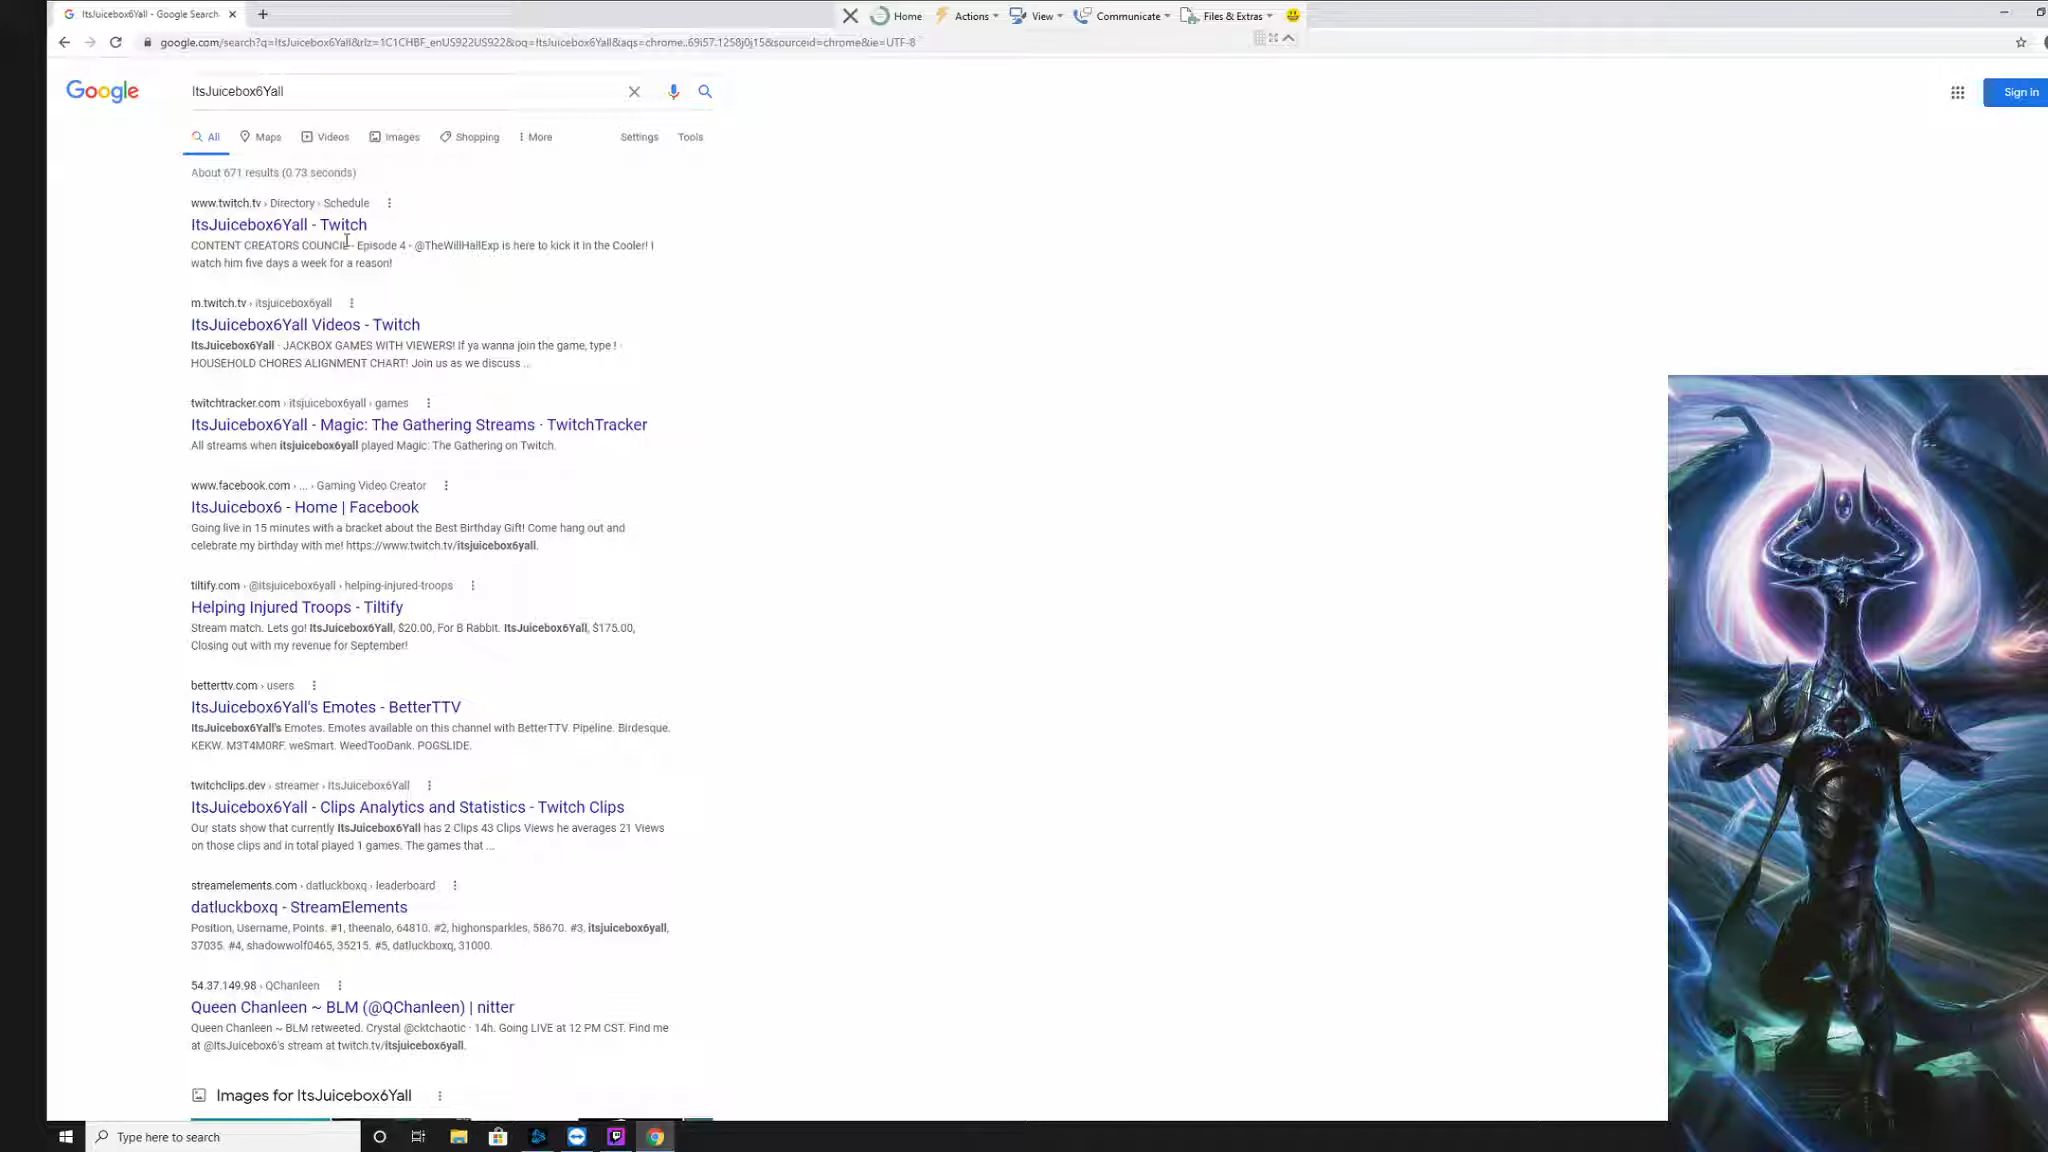 ItsJuicebox6Yall - Google Search
Home Actions View Communicate Files & Extras
google.com/search?q=ItsJuicebox6Yall&rlz=1C1CHBF_enUS922US922&oq=ItsJuicebox6Yall&aqs=chrome..69i57.1258j0j15&sourceid=chrome&ie=UTF-8
Google
ItsJuicebox6Yall
Sign in
All Maps Videos Images Shopping More Settings Tools
About 671 results (0.73 seconds)
www.twitch.tv › Directory › Schedule
ItsJuicebox6Yall - Twitch
CONTENT CREATORS COUNCIL - Episode 4 - @TheWillHallExp is here to kick it in the Cooler! I
watch him five days a week for a reason!
m.twitch.tv › itsjuicebox6yall
ItsJuicebox6Yall Videos - Twitch
ItsJuicebox6Yall · JACKBOX GAMES WITH VIEWERS! If ya wanna join the game, type ! ·
HOUSEHOLD CHORES ALIGNMENT CHART! Join us as we discuss ...
twitchtracker.com › itsjuicebox6yall › games
ItsJuicebox6Yall - Magic: The Gathering Streams · TwitchTracker
All streams when itsjuicebox6yall played Magic: The Gathering on Twitch.
www.facebook.com › ... › Gaming Video Creator
ItsJuicebox6 - Home | Facebook
Going live in 15 minutes with a bracket about the Best Birthday Gift! Come hang out and
celebrate my birthday with me! https://www.twitch.tv/itsjuicebox6yall.
tiltify.com › @itsjuicebox6yall › helping-injured-troops
Helping Injured Troops - Tiltify
Stream match. Lets go! ItsJuicebox6Yall, $20.00, For B Rabbit. ItsJuicebox6Yall, $175.00,
Closing out with my revenue for September!
betterttv.com › users
ItsJuicebox6Yall's Emotes - BetterTTV
ItsJuicebox6Yall's Emotes. Emotes available on this channel with BetterTTV. Pipeline. Birdesque.
KEKW. M3T4M0RF. weSmart. WeedTooDank. POGSLIDE.
twitchclips.dev › streamer › ItsJuicebox6Yall
ItsJuicebox6Yall - Clips Analytics and Statistics - Twitch Clips
Our stats show that currently ItsJuicebox6Yall has 2 Clips 43 Clips Views he averages 21 Views
on those clips and in total played 1 games. The games that ...
streamelements.com › datluckboxq › leaderboard
datluckboxq - StreamElements
Position, Username, Points. #1, theenalo, 64810. #2, highonsparkles, 58670. #3, itsjuicebox6yall,
37035. #4, shadowwolf0465, 35215. #5, datluckboxq, 31000.
54.37.149.98 › QChanleen
Queen Chanleen ~ BLM (@QChanleen) | nitter
Queen Chanleen ~ BLM retweeted. Crystal @cktchaotic · 14h. Going LIVE at 12 PM CST. Find me
at @ItsJuicebox6's stream at twitch.tv/itsjuicebox6yall.
Images for ItsJuicebox6Yall
Type here to search